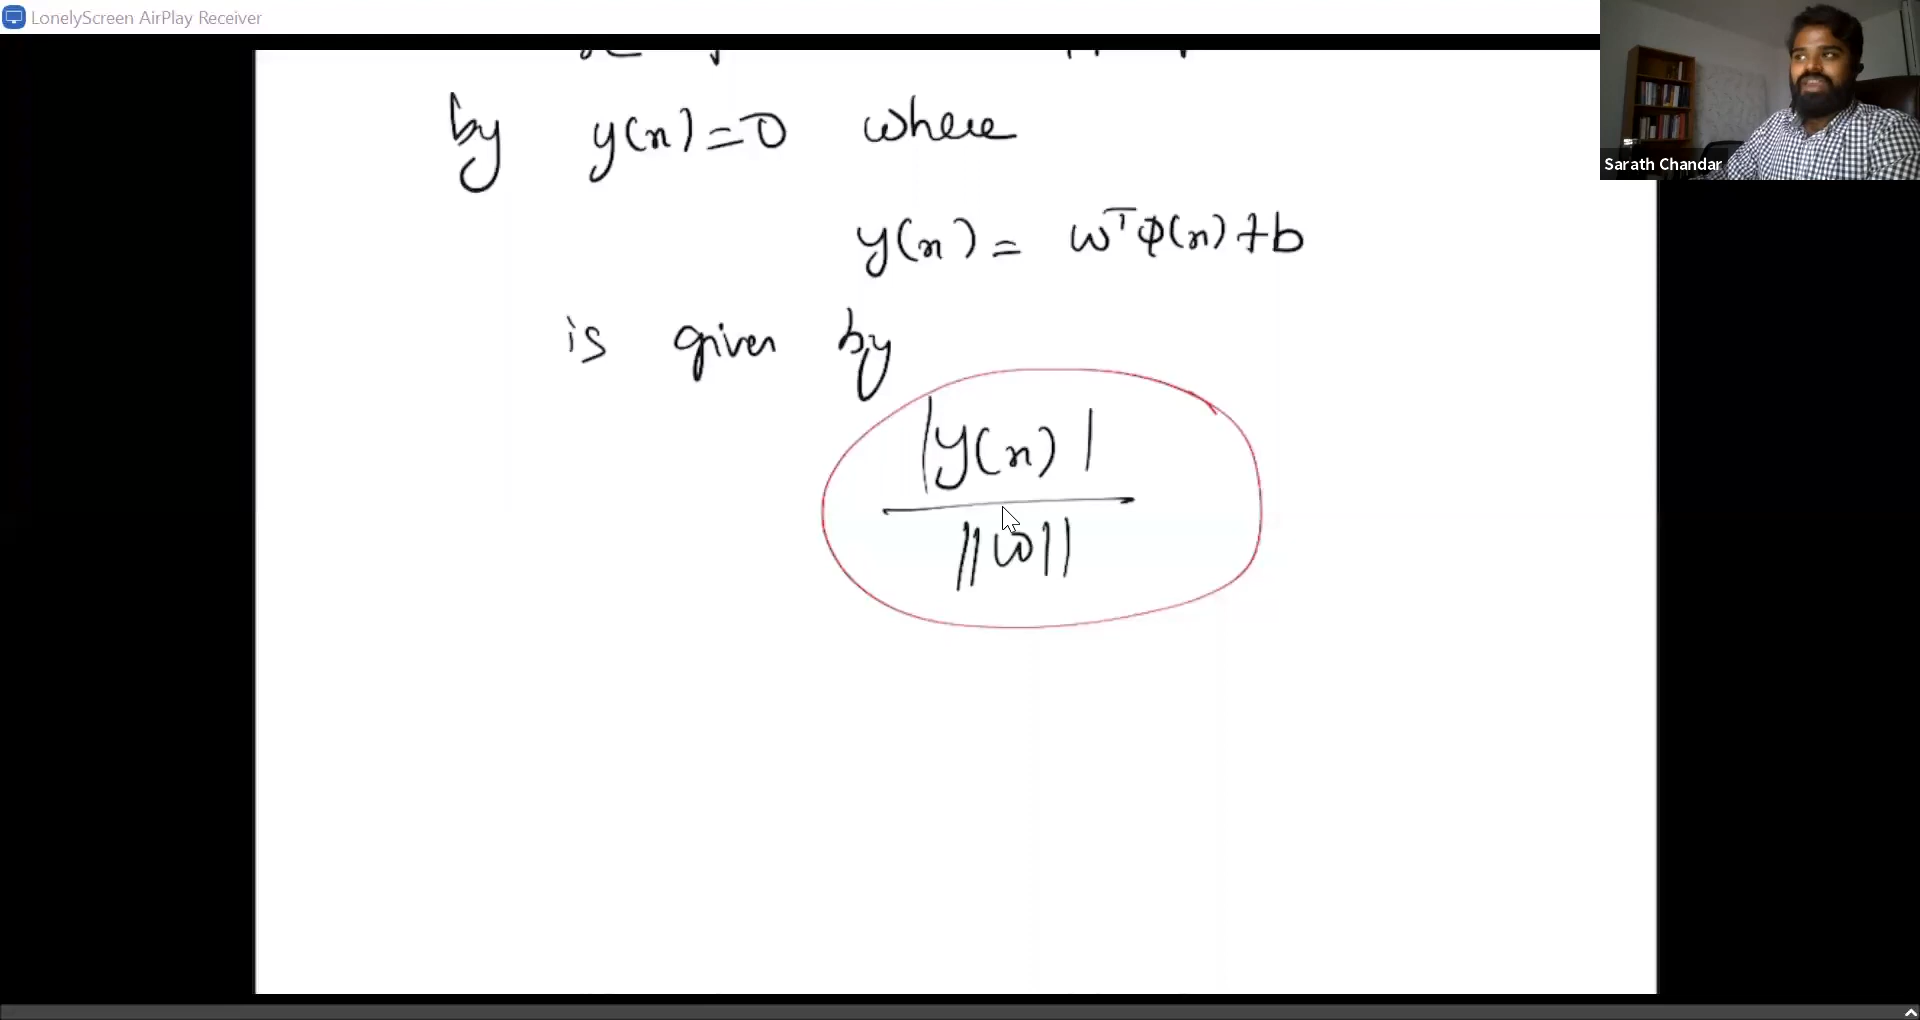 LonelyScreen AirPlay Receiver
Sarath Chandar
by y(x)=0 where
y(x) = wᵀφ(x)+b
is given by
|y(x)|
||w||